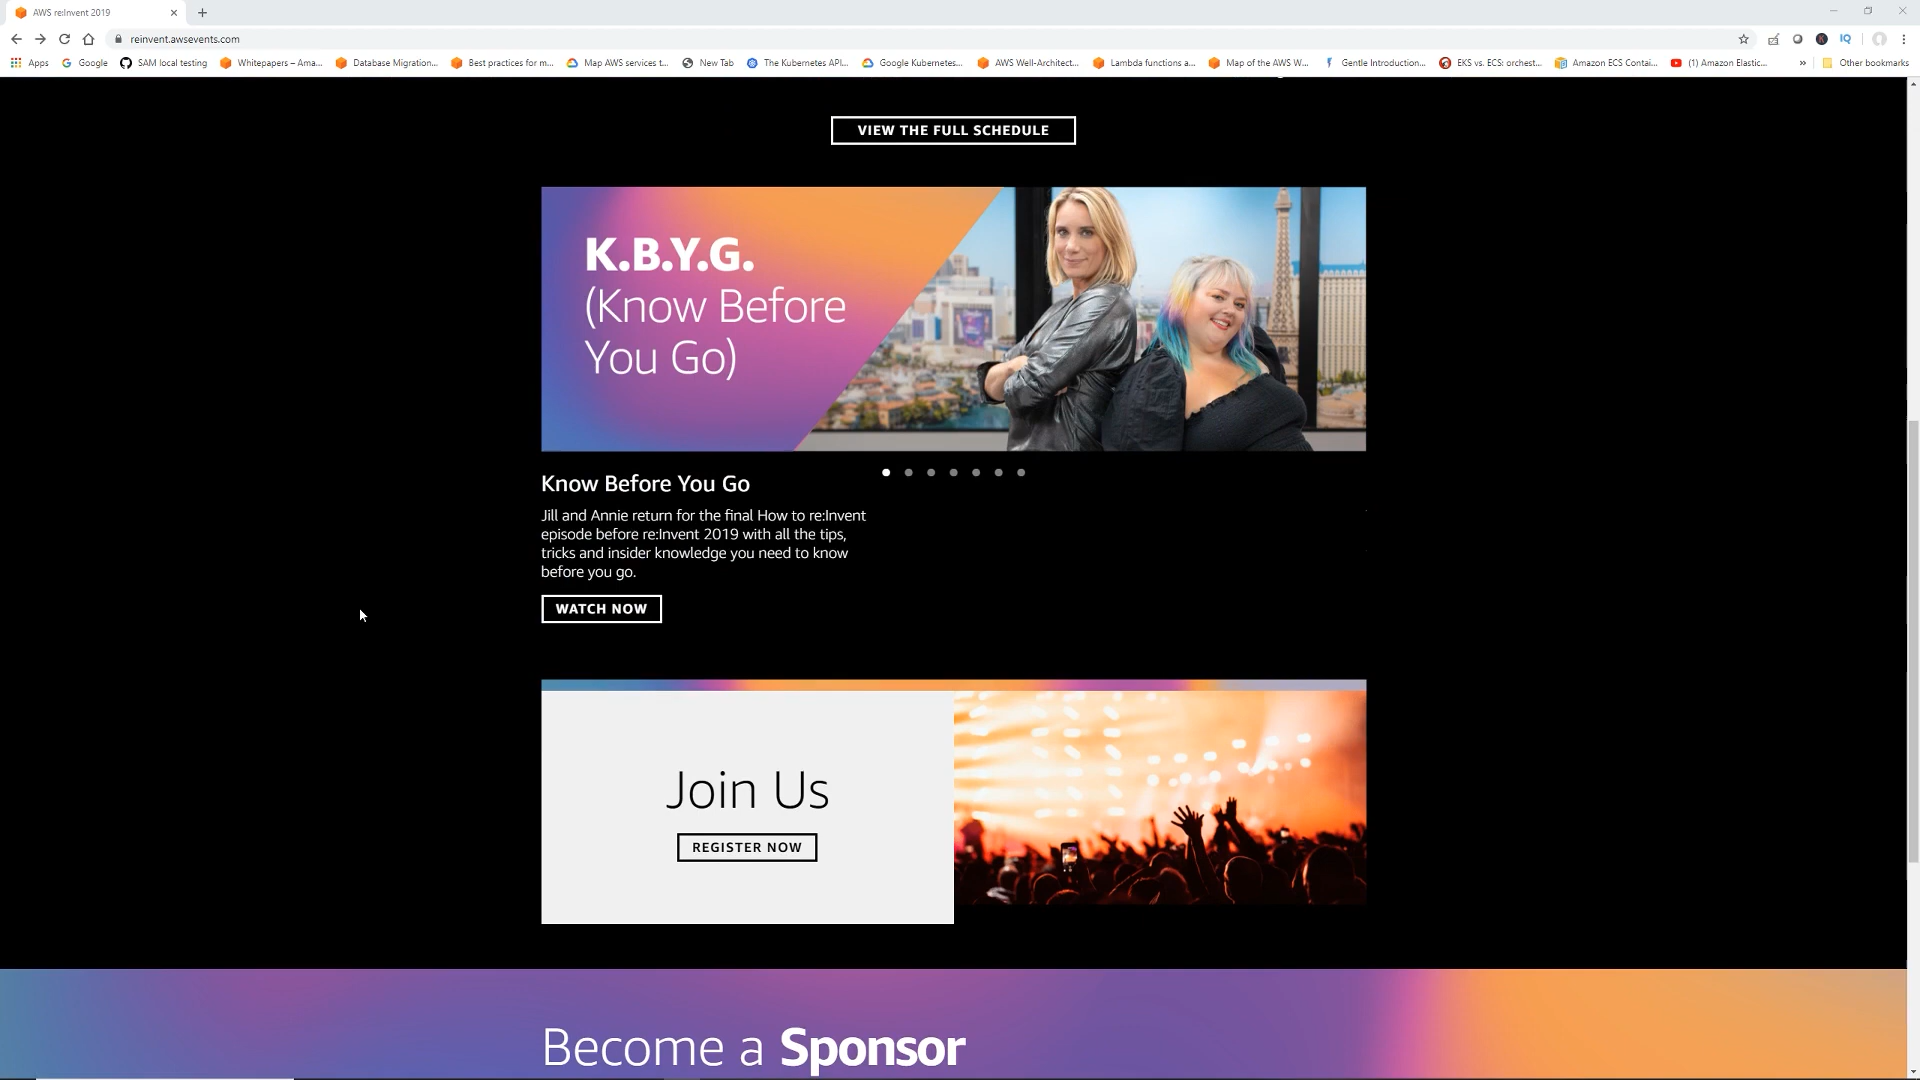 AWS re:Invent 2019
reinvent.awsevents.com
IQ
Apps
Google
SAM local testing
Whitepapers – Ama...
Database Migration...
Best practices for m...
Map AWS services t...
New Tab
The Kubernetes API...
Google Kubernetes...
AWS Well-Architect...
Lambda functions a...
Map of the AWS W...
Gentle Introduction...
EKS vs. ECS: orchest...
Amazon ECS Contai...
(1) Amazon Elastic...
»
Other bookmarks
VIEW THE FULL SCHEDULE
K.B.Y.G.
(Know Before
You Go)
Know Before You Go
Jill and Annie return for the final How to re:Invent
episode before re:Invent 2019 with all the tips,
tricks and insider knowledge you need to know
before you go.
WATCH NOW
Join Us
REGISTER NOW
Become a Sponsor